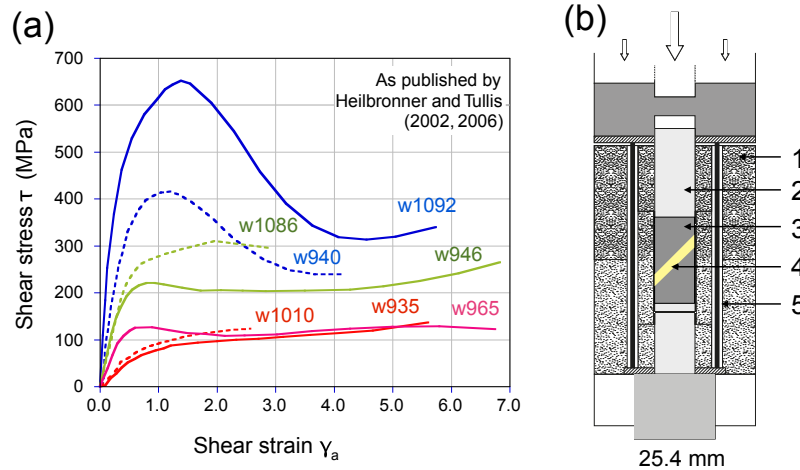 (a)
700
600
500
400
300
200
100
0
Shear stress τ (MPa)
As published by
Heilbronner and Tullis
(2002, 2006)
w1092
w1086
w940
w946
w935
w965
w1010
0.0 1.0 2.0 3.0 4.0 5.0 6.0 7.0
Shear strain γa
(b)
1
2
3
4
5
25.4 mm